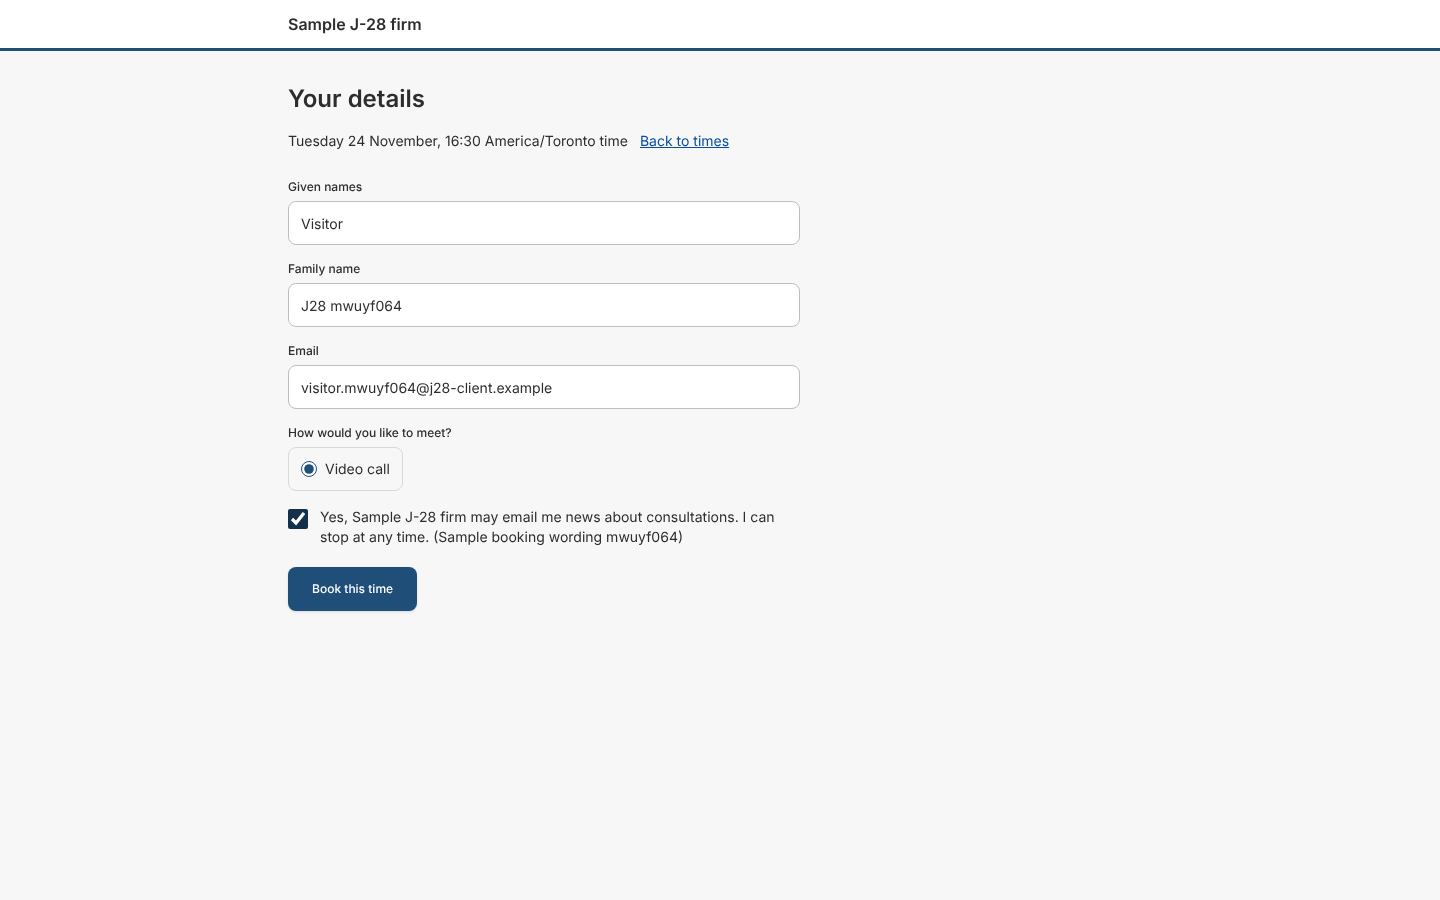 Sample J-28 firm
Your details
Tuesday 24 November, 16:30 America/Toronto time Back to times
Given names
Visitor
Family name
J28 mwuyf064
Email
visitor.mwuyf064@j28-client.example
How would you like to meet?
Video call
Yes, Sample J-28 firm may email me news about consultations. I can
stop at any time. (Sample booking wording mwuyf064)
Book this time